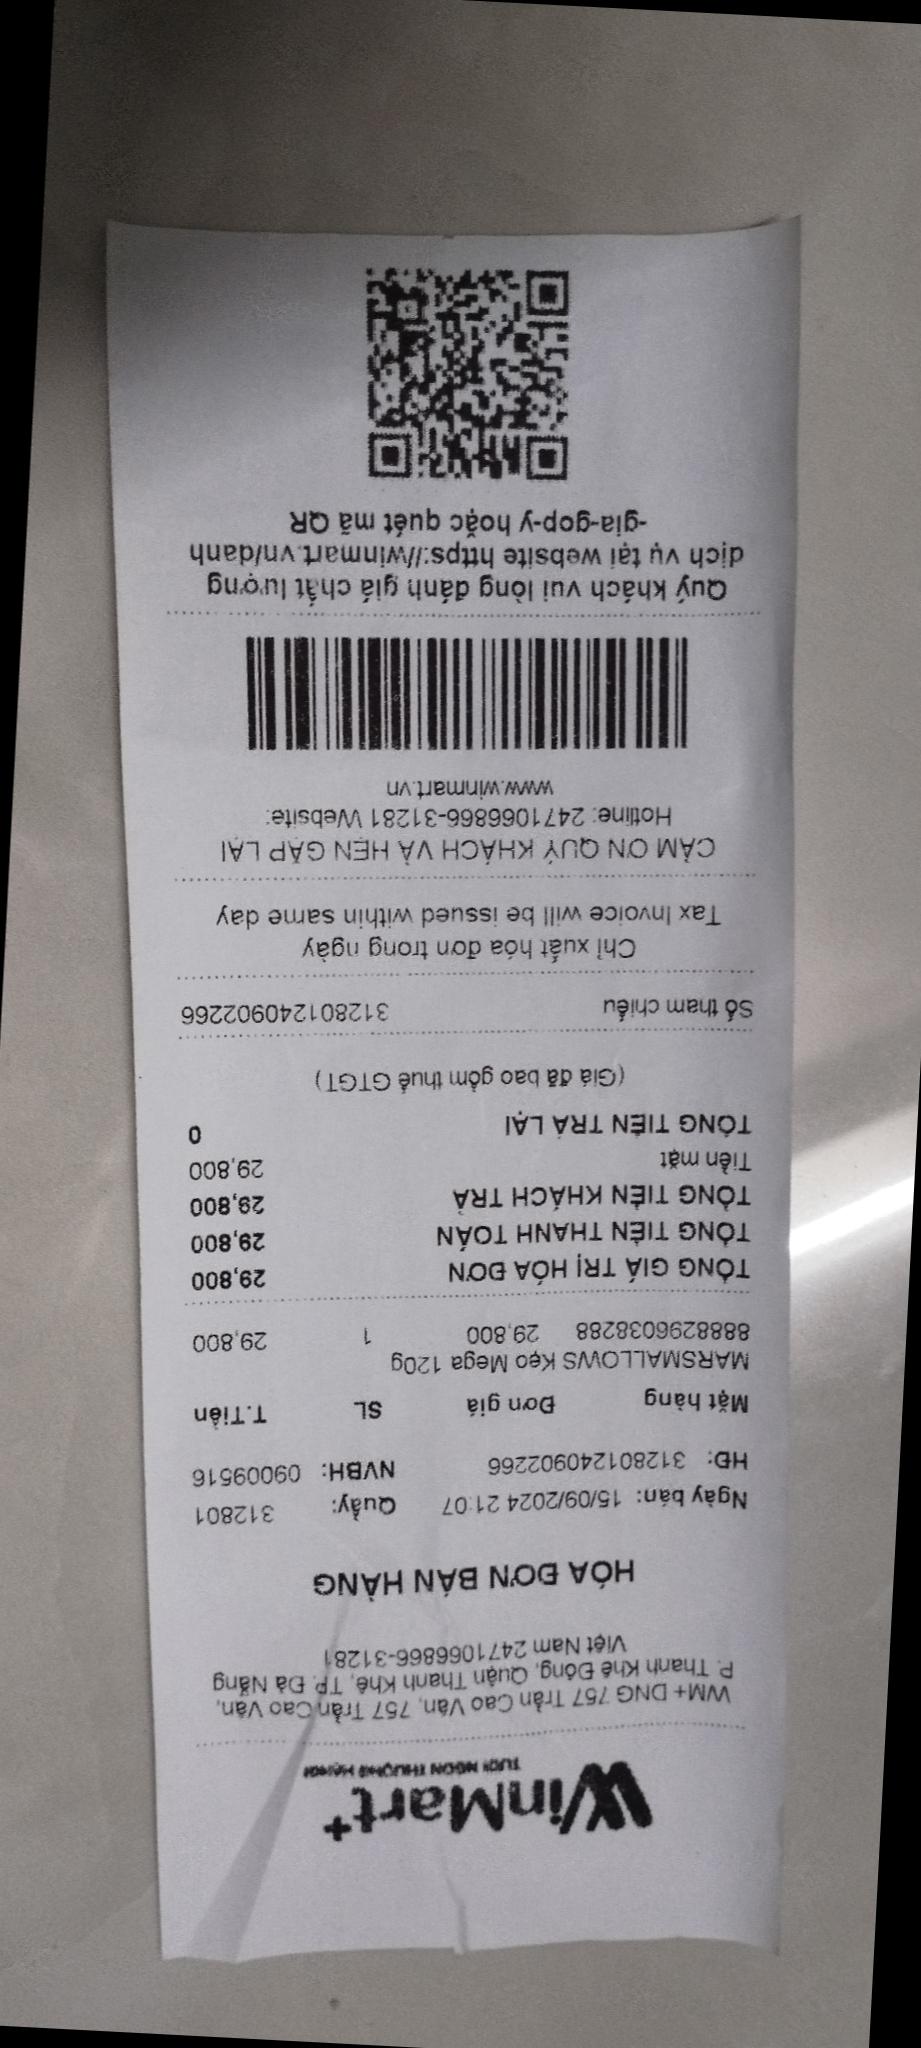 WinMart+
TƯƠI NGON THƯỢNG HẠNG!
WM+ DNG 757 Trần Cao Vân, 757 Trần Cao Vân,
P. Thanh Khê Đông, Quận Thanh Khê, TP. Đà Nẵng
Việt Nam 2471066866-31281
HÓA ĐƠN BÁN HÀNG
Ngày bán: 15/09/2024 21:07 Quầy: 312801
HĐ: 31280124090​2266 NVBH: 09009516
Mặt hàng Đơn giá SL T.Tiền
MARSMALLOWS Kẹo Mega 120g
8888296038288 29,800 1 29,800
TỔNG GIÁ TRỊ HÓA ĐƠN 29,800
TỔNG TIỀN THANH TOÁN 29,800
TỔNG TIỀN KHÁCH TRẢ 29,800
Tiền mặt 29,800
TỔNG TIỀN TRẢ LẠI 0
(Giá đã bao gồm thuế GTGT)
Số tham chiếu 312801240902266
Chỉ xuất hóa đơn trong ngày
Tax Invoice will be issued within same day
CẢM ƠN QUÝ KHÁCH VÀ HẸN GẶP LẠI
Hotline: 2471066866-31281 Website:
www.winmart.vn
Quý khách vui lòng đánh giá chất lượng
dịch vụ tại website https://winmart.vn/danh
-gia-gop-y hoặc quét mã QR